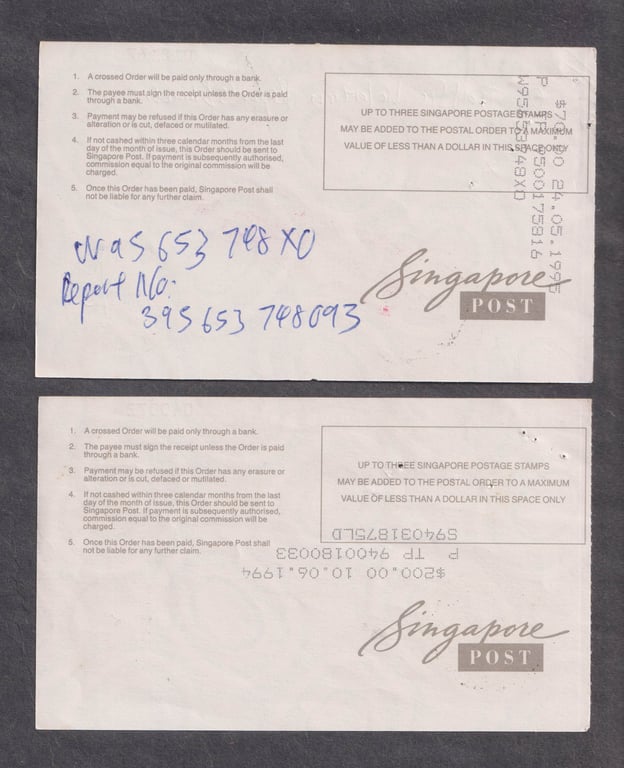 1. A crossed Order will be paid only through a bank.
2. The payee must sign the receipt unless the Order is paid
through a bank.
3. Payment may be refused if this Order has any erasure or
alteration or is cut, defaced or mutilated.
4. If not cashed within three calendar months from the last
day of the month of issue, this Order should be sent to
Singapore Post. If payment is subsequently authorised,
commission equal to the original commission will be
charged.
5. Once this Order has been paid, Singapore Post shall
not be liable for any further claim.
UP TO THREE SINGAPORE POSTAGE STAMPS
MAY BE ADDED TO THE POSTAL ORDER TO A MAXIMUM
VALUE OF LESS THAN A DOLLAR IN THIS SPACE ONLY
$70.00 24.05.1995
P TP 9500175816
W95653748XO
Was 653 748 XO
Report No:
395 653 748093
Singapore
POST
1. A crossed Order will be paid only through a bank.
2. The payee must sign the receipt unless the Order is paid
through a bank.
3. Payment may be refused if this Order has any erasure or
alteration or is cut, defaced or mutilated.
4. If not cashed within three calendar months from the last
day of the month of issue, this Order should be sent to
Singapore Post. If payment is subsequently authorised,
commission equal to the original commission will be
charged.
5. Once this Order has been paid, Singapore Post shall
not be liable for any further claim.
UP TO THREE SINGAPORE POSTAGE STAMPS
MAY BE ADDED TO THE POSTAL ORDER TO A MAXIMUM
VALUE OF LESS THAN A DOLLAR IN THIS SPACE ONLY
S94031875LD
P TP 9400180033
$200.00 10.06.1994
Singapore
POST